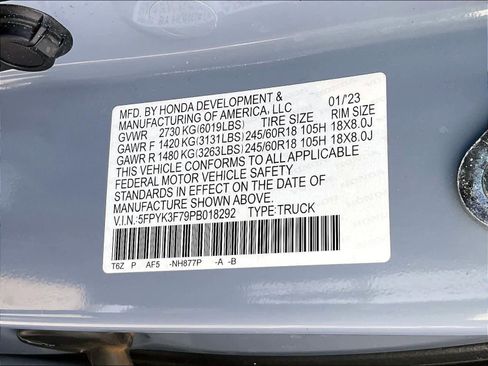 MFD. BY HONDA DEVELOPMENT &
MANUFACTURING OF AMERICA, LLC 01/'23
GVWR 2730 KG(6019LBS) TIRE SIZE RIM SIZE
GAWR F 1420 KG(3131LBS) 245/60R18 105H 18X8.0J
GAWR R 1480 KG(3263LBS) 245/60R18 105H 18X8.0J
THIS VEHICLE CONFORMS TO ALL APPLICABLE
FEDERAL MOTOR VEHICLE SAFETY
STANDARDS IN EFFECT ON THE DATE OF
MANUFACTURE SHOWN ABOVE.
V.I.N.: 5FPYK3F79PB018292 TYPE: TRUCK
T6Z P AF5 -NH877P -A -B